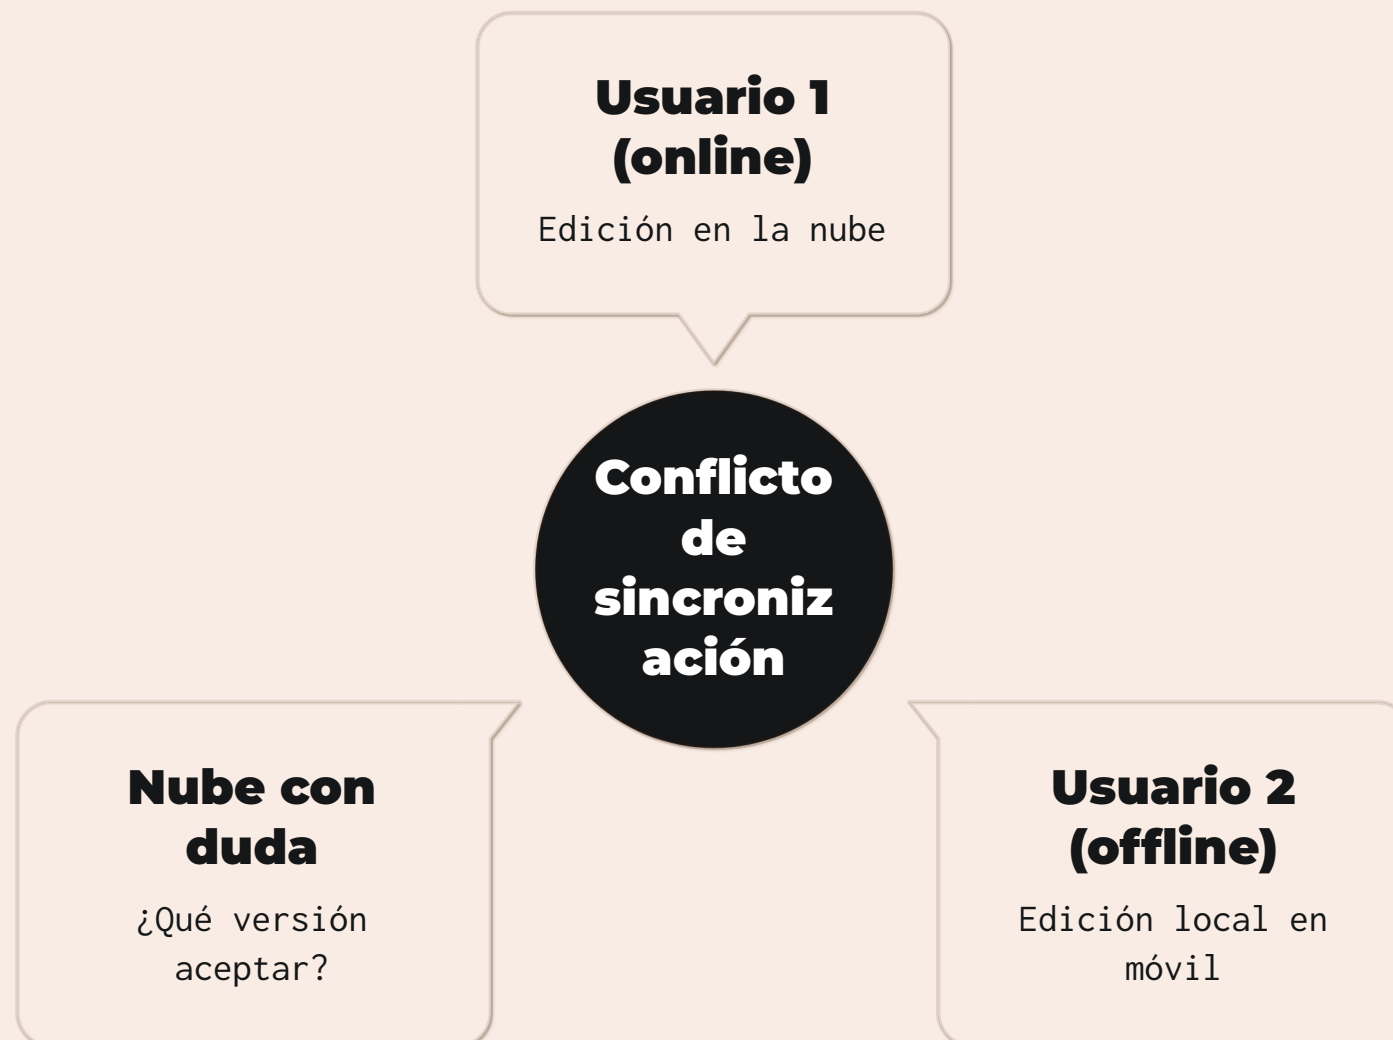 Usuario 1
(online)
Edición en la nube
Conflicto
de
sincroniz
ación
Nube con
duda
¿Qué versión
aceptar?
Usuario 2
(offline)
Edición local en
móvil